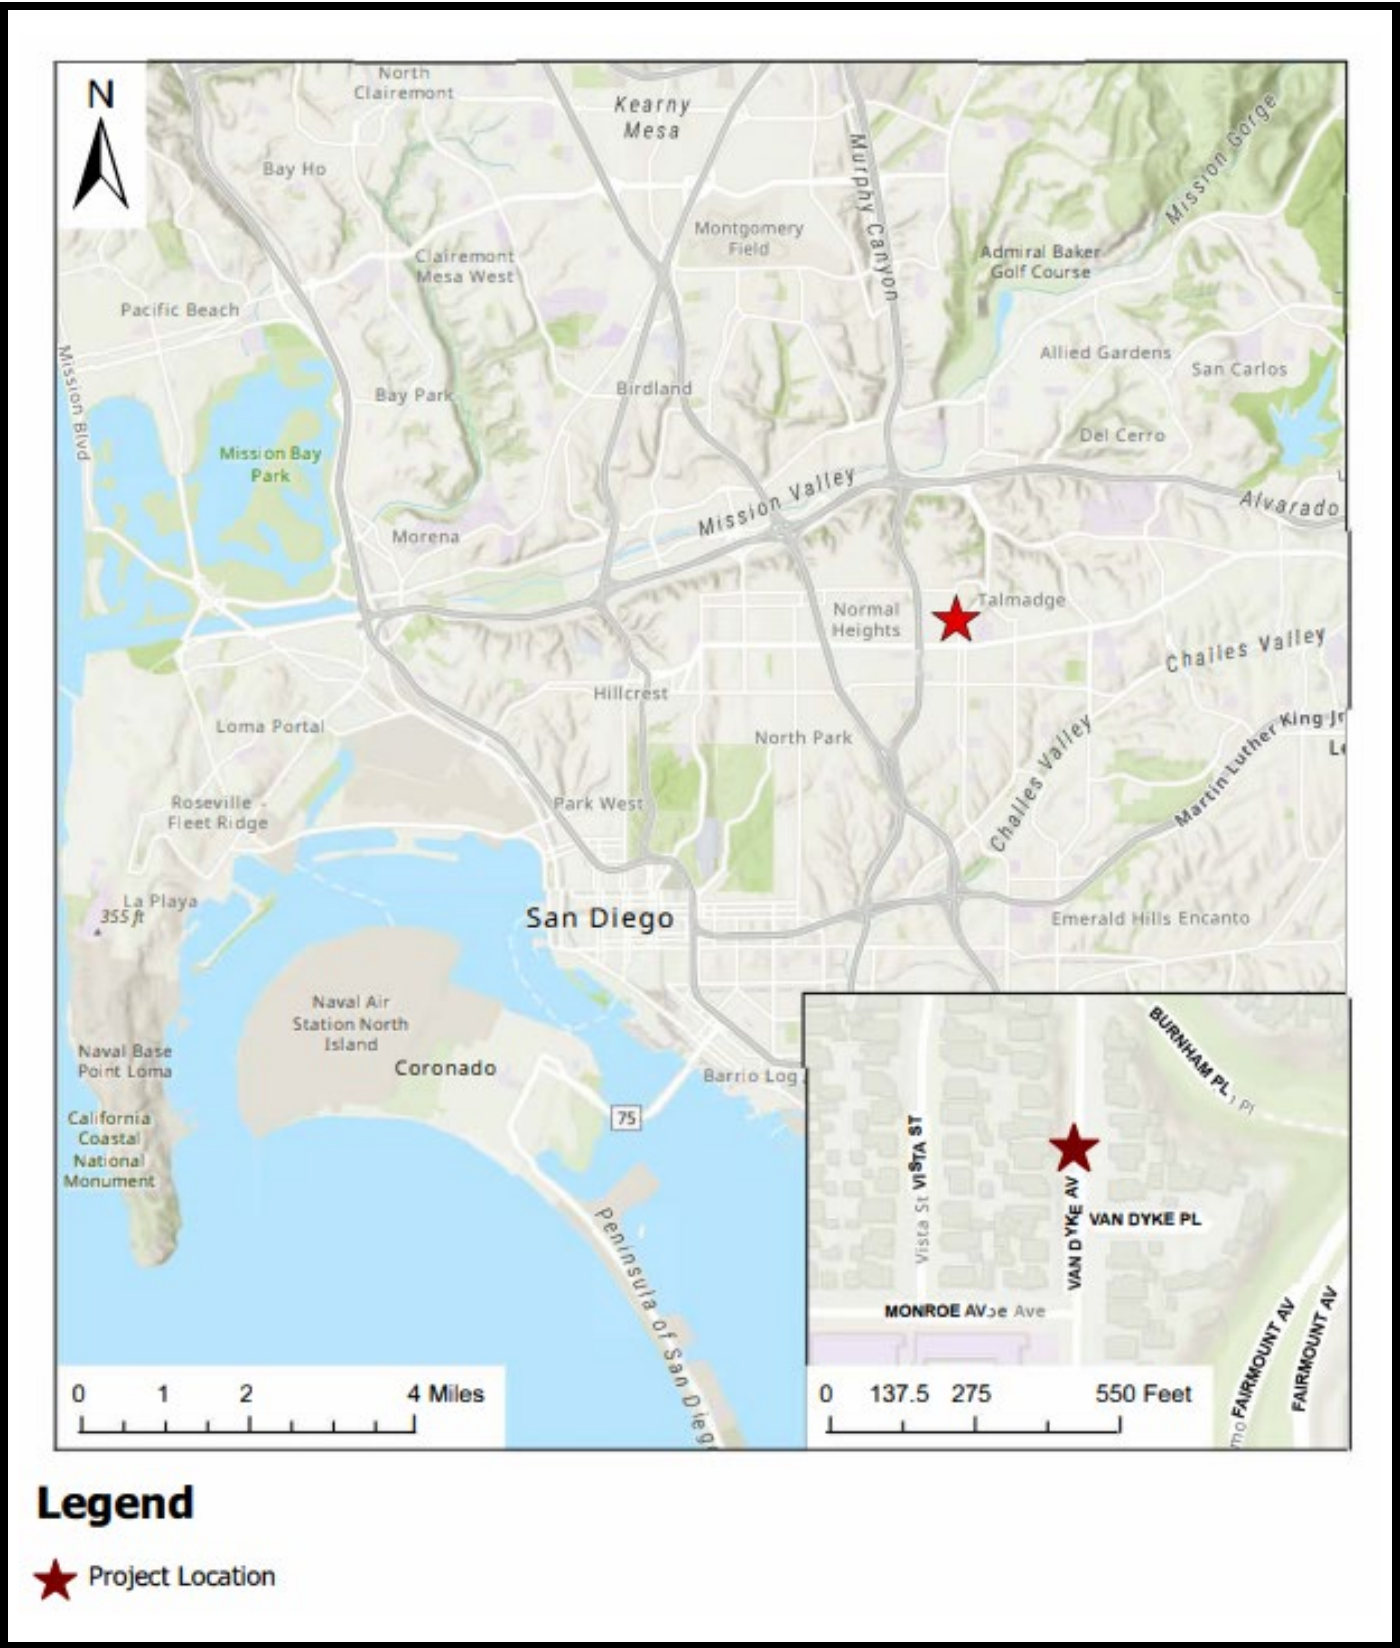 N
North
Clairemont
Kearny
Mesa
Bay Ho
Murphy Canyon
Mission Gorge
Montgomery
Field
Clairemont
Mesa West
Admiral Baker
Golf Course
Pacific Beach
Mission Blvd
Allied Gardens
San Carlos
Bay Park
Birdland
Del Cerro
Mission Bay
Park
Mission Valley
Alvarado
Morena
Talmadge
Normal
Heights
Chaiies Valley
Hillcrest
Loma Portal
North Park
King Jr
Martin Luther
Chaiies Valley
Roseville -
Fleet Ridge
Park West
La Playa
355 ft
San Diego
Emerald Hills Encanto
Naval Air
Station North
Island
Coronado
Naval Base
Point Loma
Barrio Log
75
California
Coastal
National
Monument
Peninsula of San Dieg
BURNHAM PL
Pl
VISTA ST
Vista St
VAN DYKE AV
VAN DYKE PL
MONROE AV
oe Ave
FAIRMOUNT AV
FAIRMOUNT AV
mo
0 1 2 4 Miles
0 137.5 275 550 Feet
Legend
Project Location